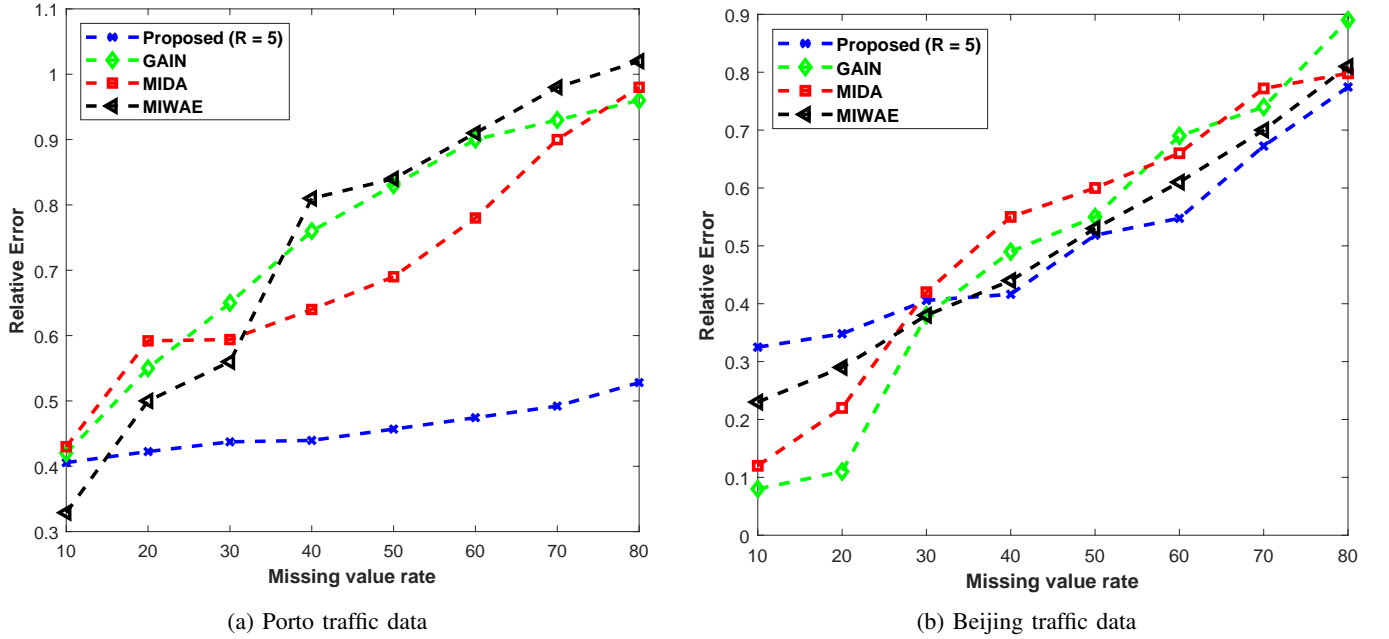 1.1
1
0.9
0.8
0.7
0.6
0.5
0.4
0.3
Relative Error
Proposed (R = 5)
GAIN
MIDA
MIWAE
10 20 30 40 50 60 70 80
Missing value rate
(a) Porto traffic data
0.9
0.8
0.7
0.6
0.5
0.4
0.3
0.2
0.1
0
Relative Error
Proposed (R = 5)
GAIN
MIDA
MIWAE
10 20 30 40 50 60 70 80
Missing value rate
(b) Beijing traffic data